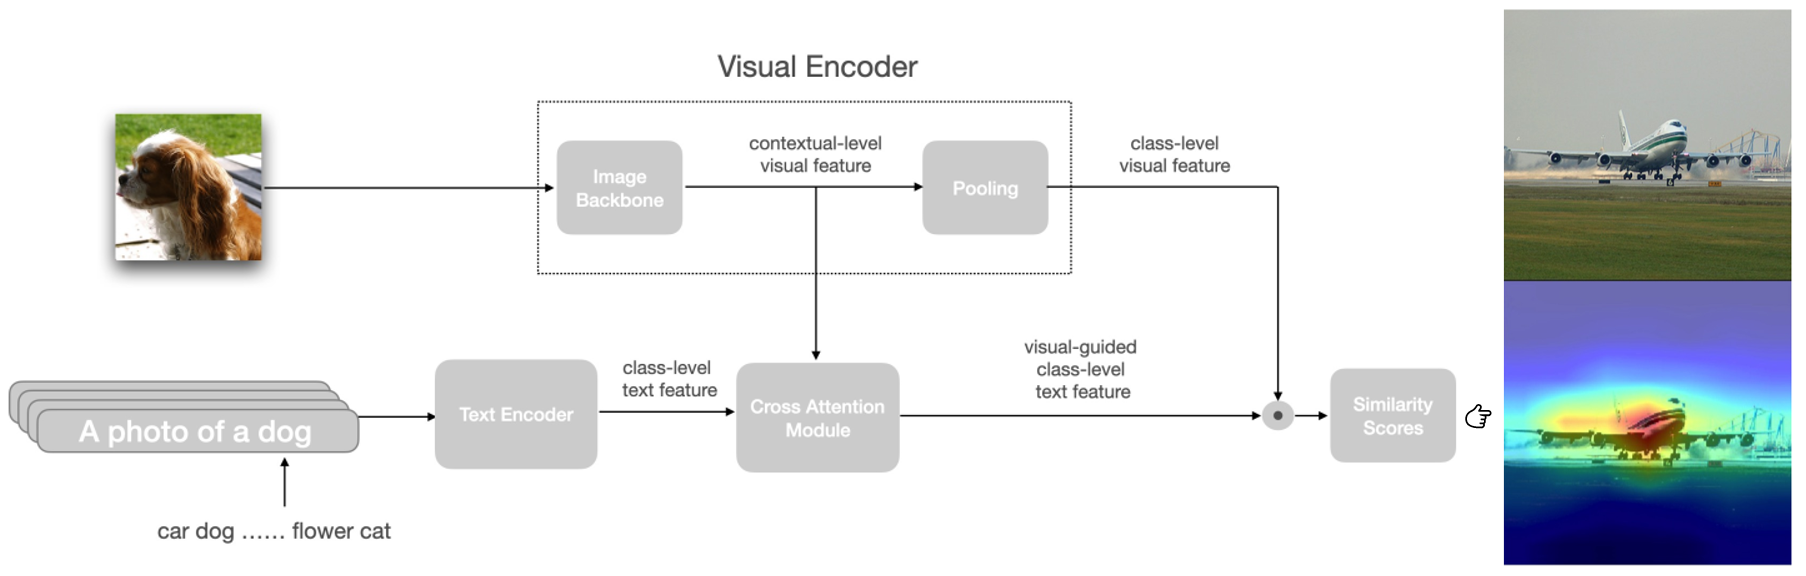 Visual Encoder
Image
Backbone
contextual-level
visual feature
Pooling
class-level
visual feature
A photo of a dog
car dog ...... flower cat
Text Encoder
class-level
text feature
Cross Attention
Module
visual-guided
class-level
text feature
Similarity
Scores